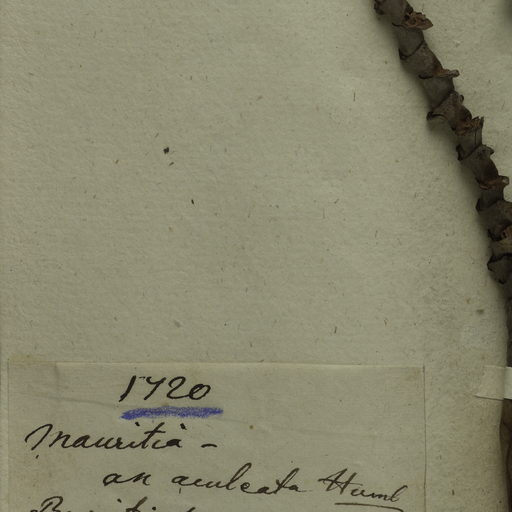 1720
Mauritia –
an aculeata Humb